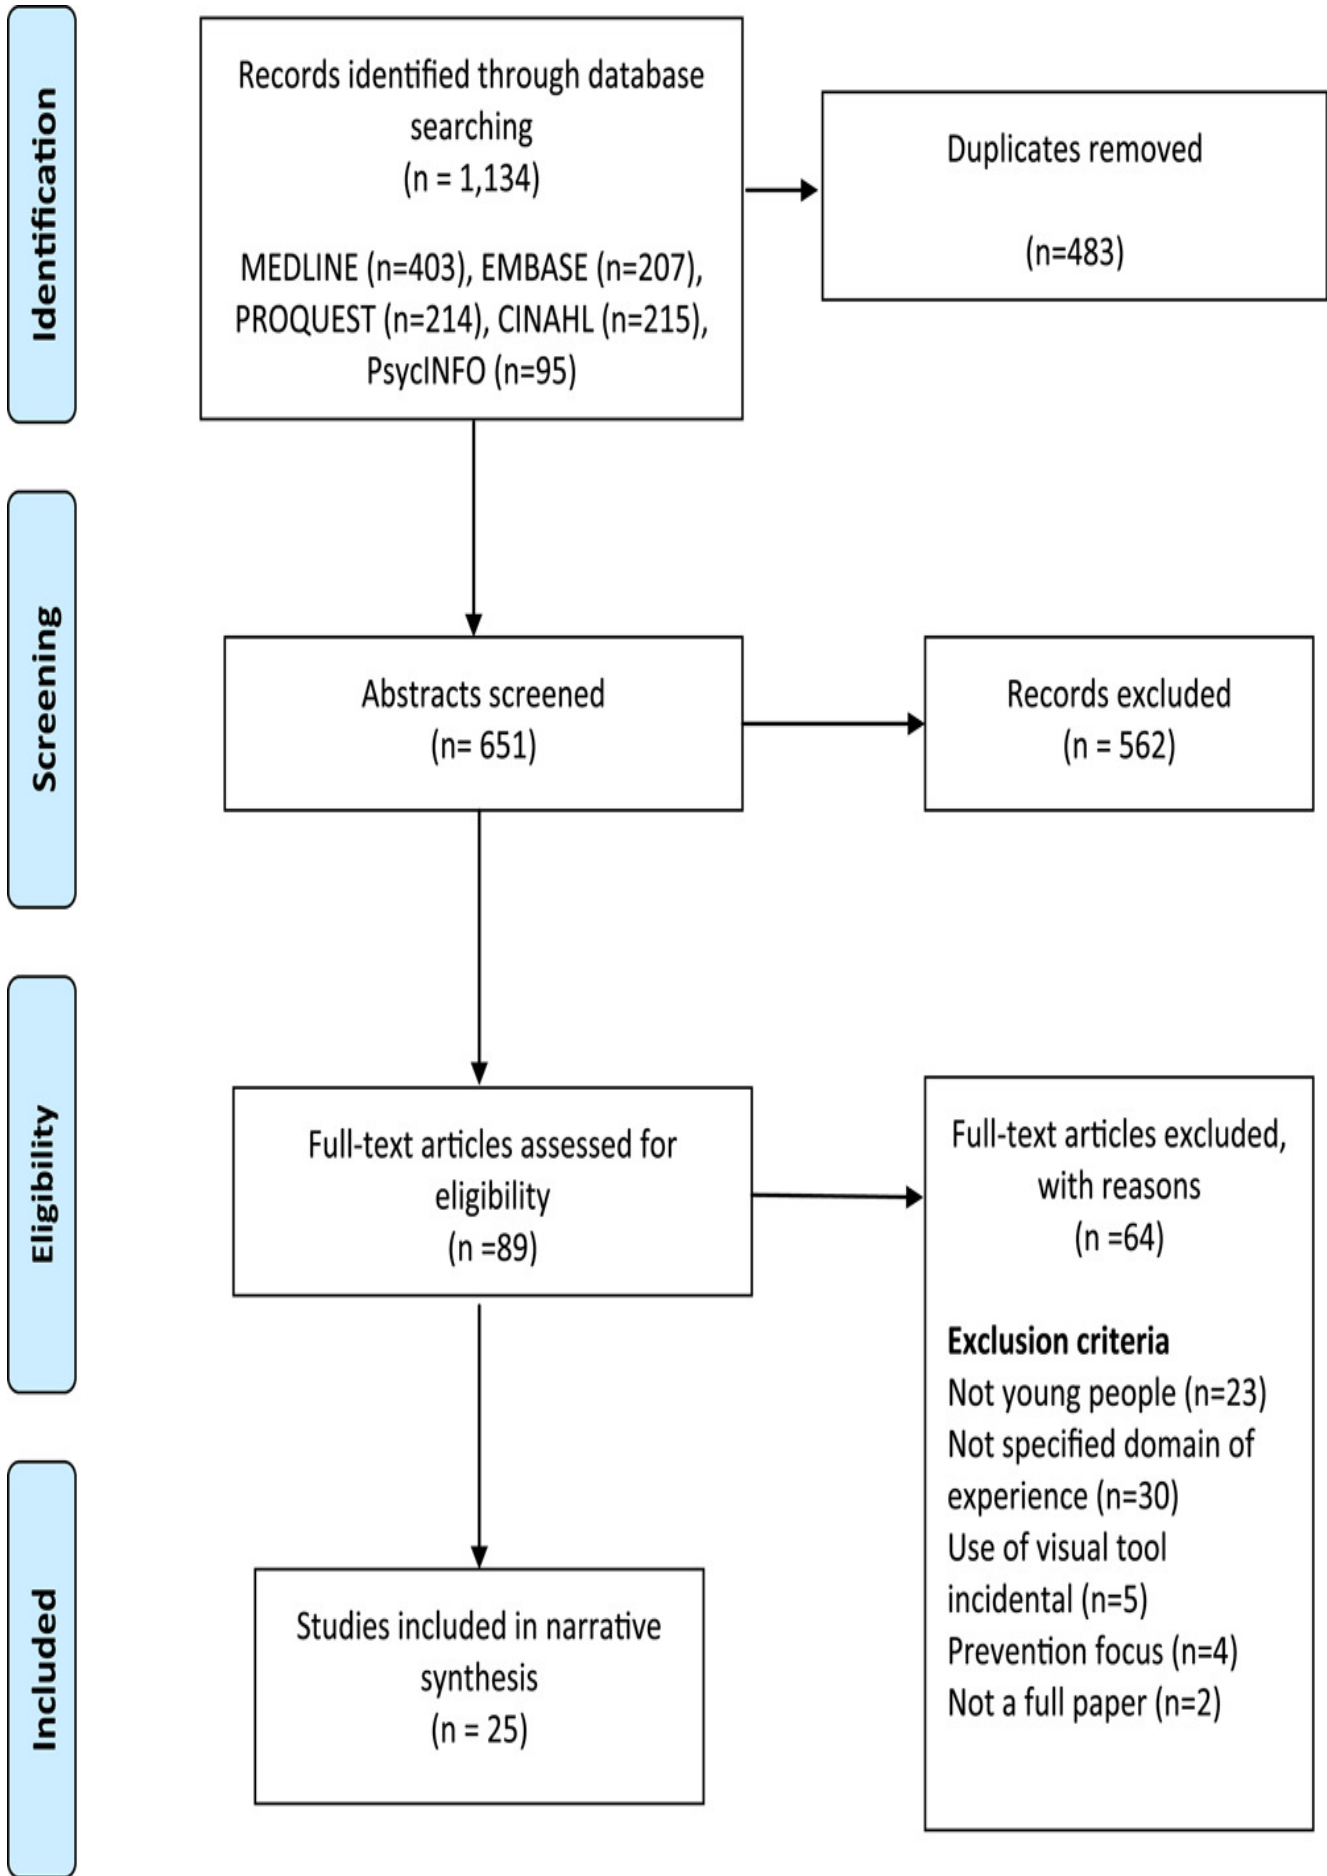 Identification
Records identified through database
searching
(n = 1,134)
MEDLINE (n=403), EMBASE (n=207),
PROQUEST (n=214), CINAHL (n=215),
PsycINFO (n=95)
Duplicates removed
(n=483)
Screening
Abstracts screened
(n= 651)
Records excluded
(n = 562)
Eligibility
Full-text articles assessed for
eligibility
(n =89)
Full-text articles excluded,
with reasons
(n =64)
Exclusion criteria
Not young people (n=23)
Not specified domain of
experience (n=30)
Use of visual tool
incidental (n=5)
Prevention focus (n=4)
Not a full paper (n=2)
Included
Studies included in narrative
synthesis
(n = 25)